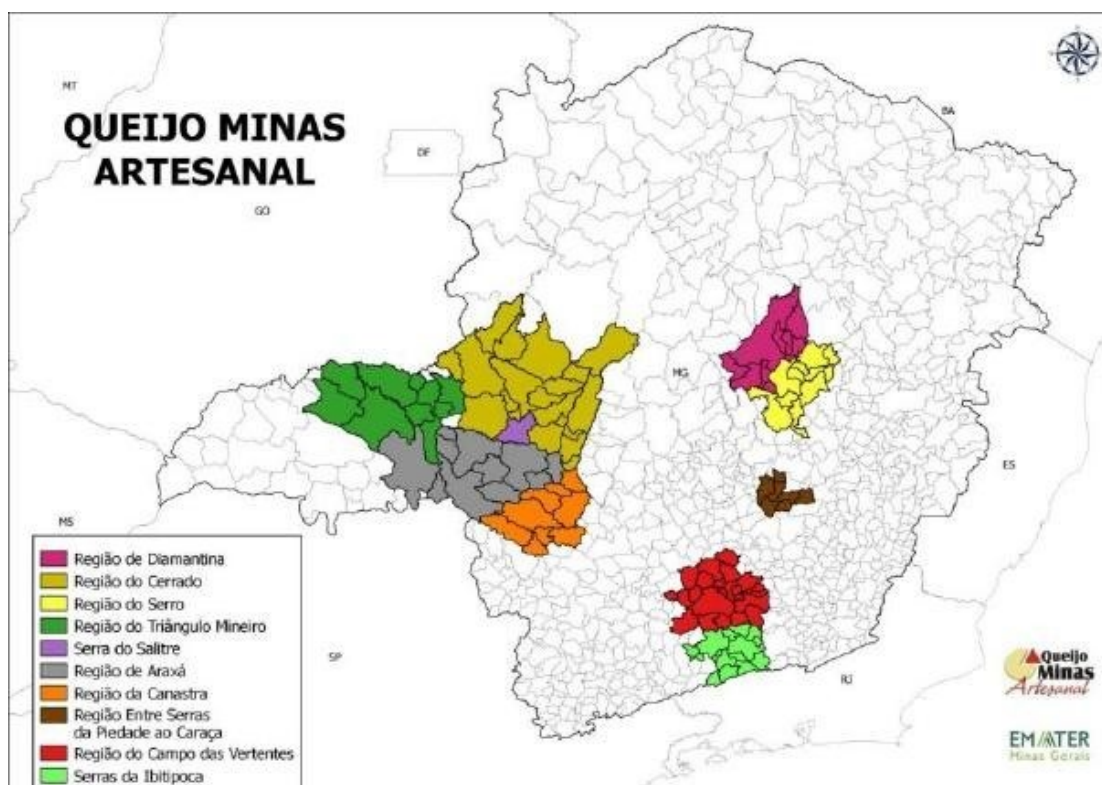 QUEIJO MINAS
ARTESANAL
MT
DF
GO
BA
MG
ES
MS
SP
RJ
Região de Diamantina
Região do Cerrado
Região do Serro
Região do Triângulo Mineiro
Serra do Salitre
Região de Araxá
Região da Canastra
Região Entre Serras
da Piedade ao Caraça
Região do Campo das Vertentes
Serras da Ibitipoca
Queijo
Minas
Artesanal
EMATER
Minas Gerais